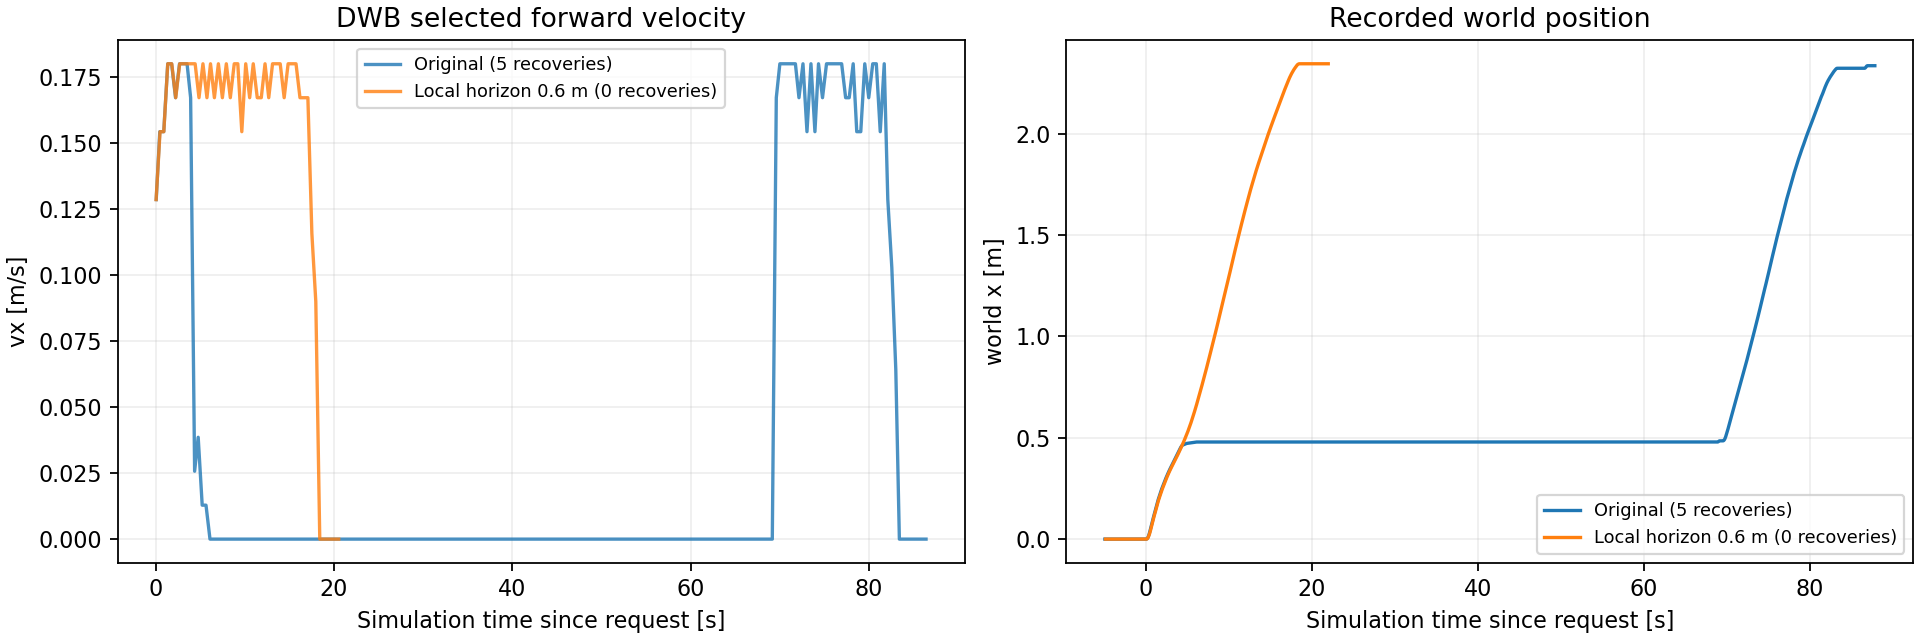 DWB selected forward velocity
Original (5 recoveries)
Local horizon 0.6 m (0 recoveries)
vx [m/s]
0.175
0.150
0.125
0.100
0.075
0.050
0.025
0.000
0 20 40 60 80
Simulation time since request [s]
Recorded world position
world x [m]
2.0
1.5
1.0
0.5
0.0
Original (5 recoveries)
Local horizon 0.6 m (0 recoveries)
0 20 40 60 80
Simulation time since request [s]